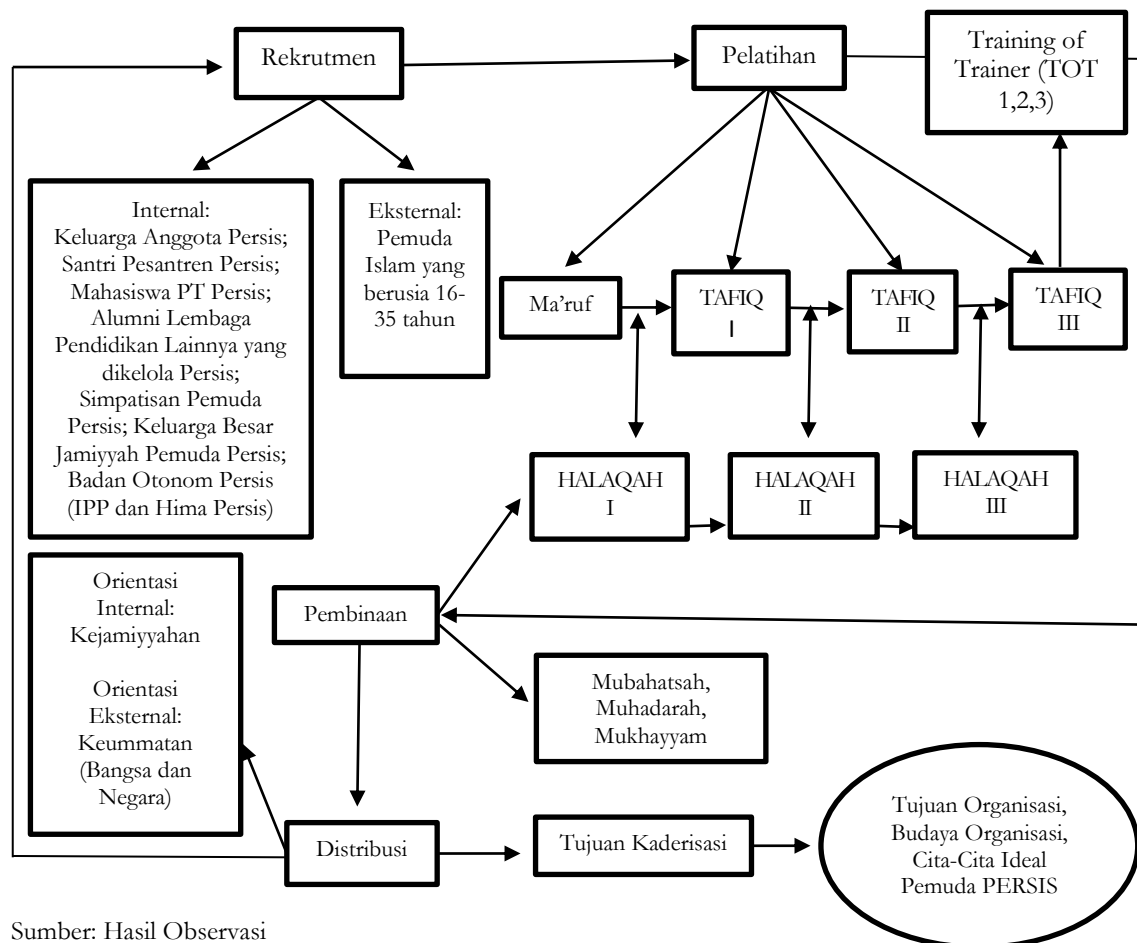 Rekrutmen
Pelatihan
Training of
Trainer (TOT
1,2,3)
Internal:
Keluarga Anggota Persis;
Santri Pesantren Persis;
Mahasiswa PT Persis;
Alumni Lembaga
Pendidikan Lainnya yang
dikelola Persis;
Simpatisan Pemuda
Persis; Keluarga Besar
Jamiyyah Pemuda Persis;
Badan Otonom Persis
(IPP dan Hima Persis)
Eksternal:
Pemuda
Islam yang
berusia 16-
35 tahun
Ma’ruf
TAFIQ
I
TAFIQ
II
TAFIQ
III
HALAQAH
I
HALAQAH
II
HALAQAH
III
Orientasi
Internal:
Kejamiyyahan
Orientasi
Eksternal:
Keummatan
(Bangsa dan
Negara)
Pembinaan
Mubahatsah,
Muhadarah,
Mukhayyam
Distribusi
Tujuan Kaderisasi
Tujuan Organisasi,
Budaya Organisasi,
Cita-Cita Ideal
Pemuda PERSIS
Sumber: Hasil Observasi